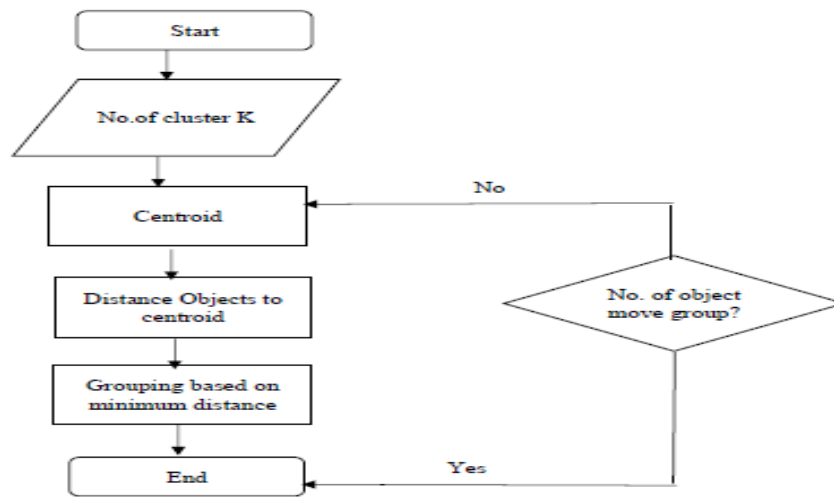 Start
No.of cluster K
No
Centroid
Distance Objects to
centroid
No. of object
move group?
Grouping based on
minimum distance
Yes
End